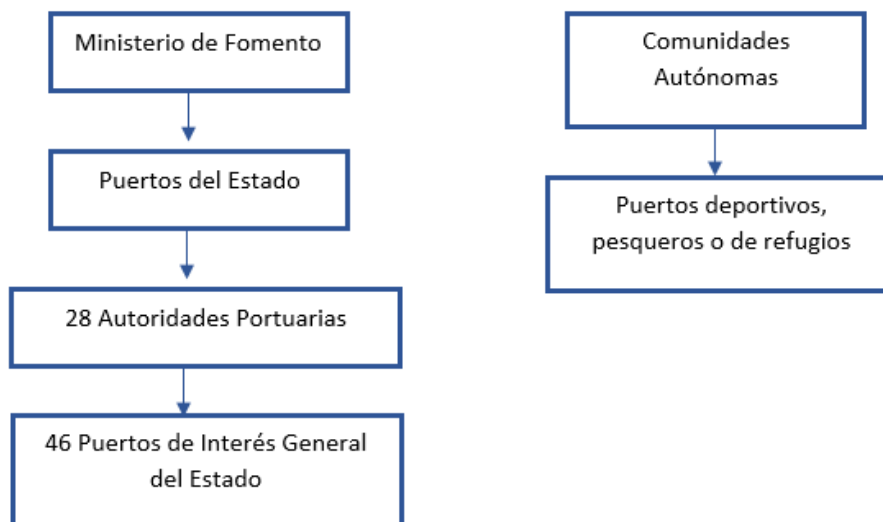 Ministerio de Fomento
Puertos del Estado
28 Autoridades Portuarias
46 Puertos de Interés General
del Estado
Comunidades
Autónomas
Puertos deportivos,
pesqueros o de refugios